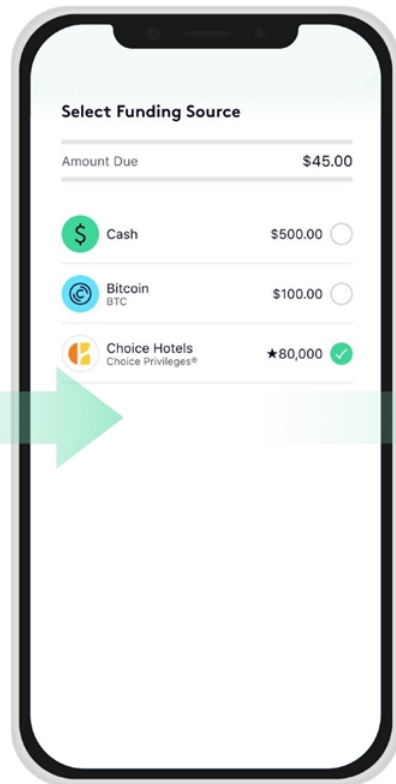 Select Funding Source
Amount Due $45.00
$ Cash $500.00
Bitcoin $100.00
BTC
Choice Hotels ★80,000
Choice Privileges®